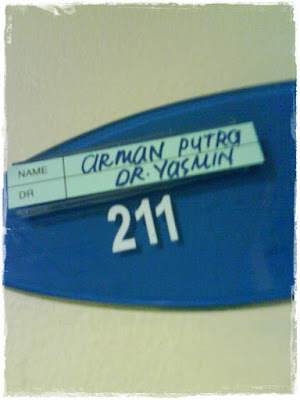 NAME ARMAN PUTRA
DR DR. YASMIN
211